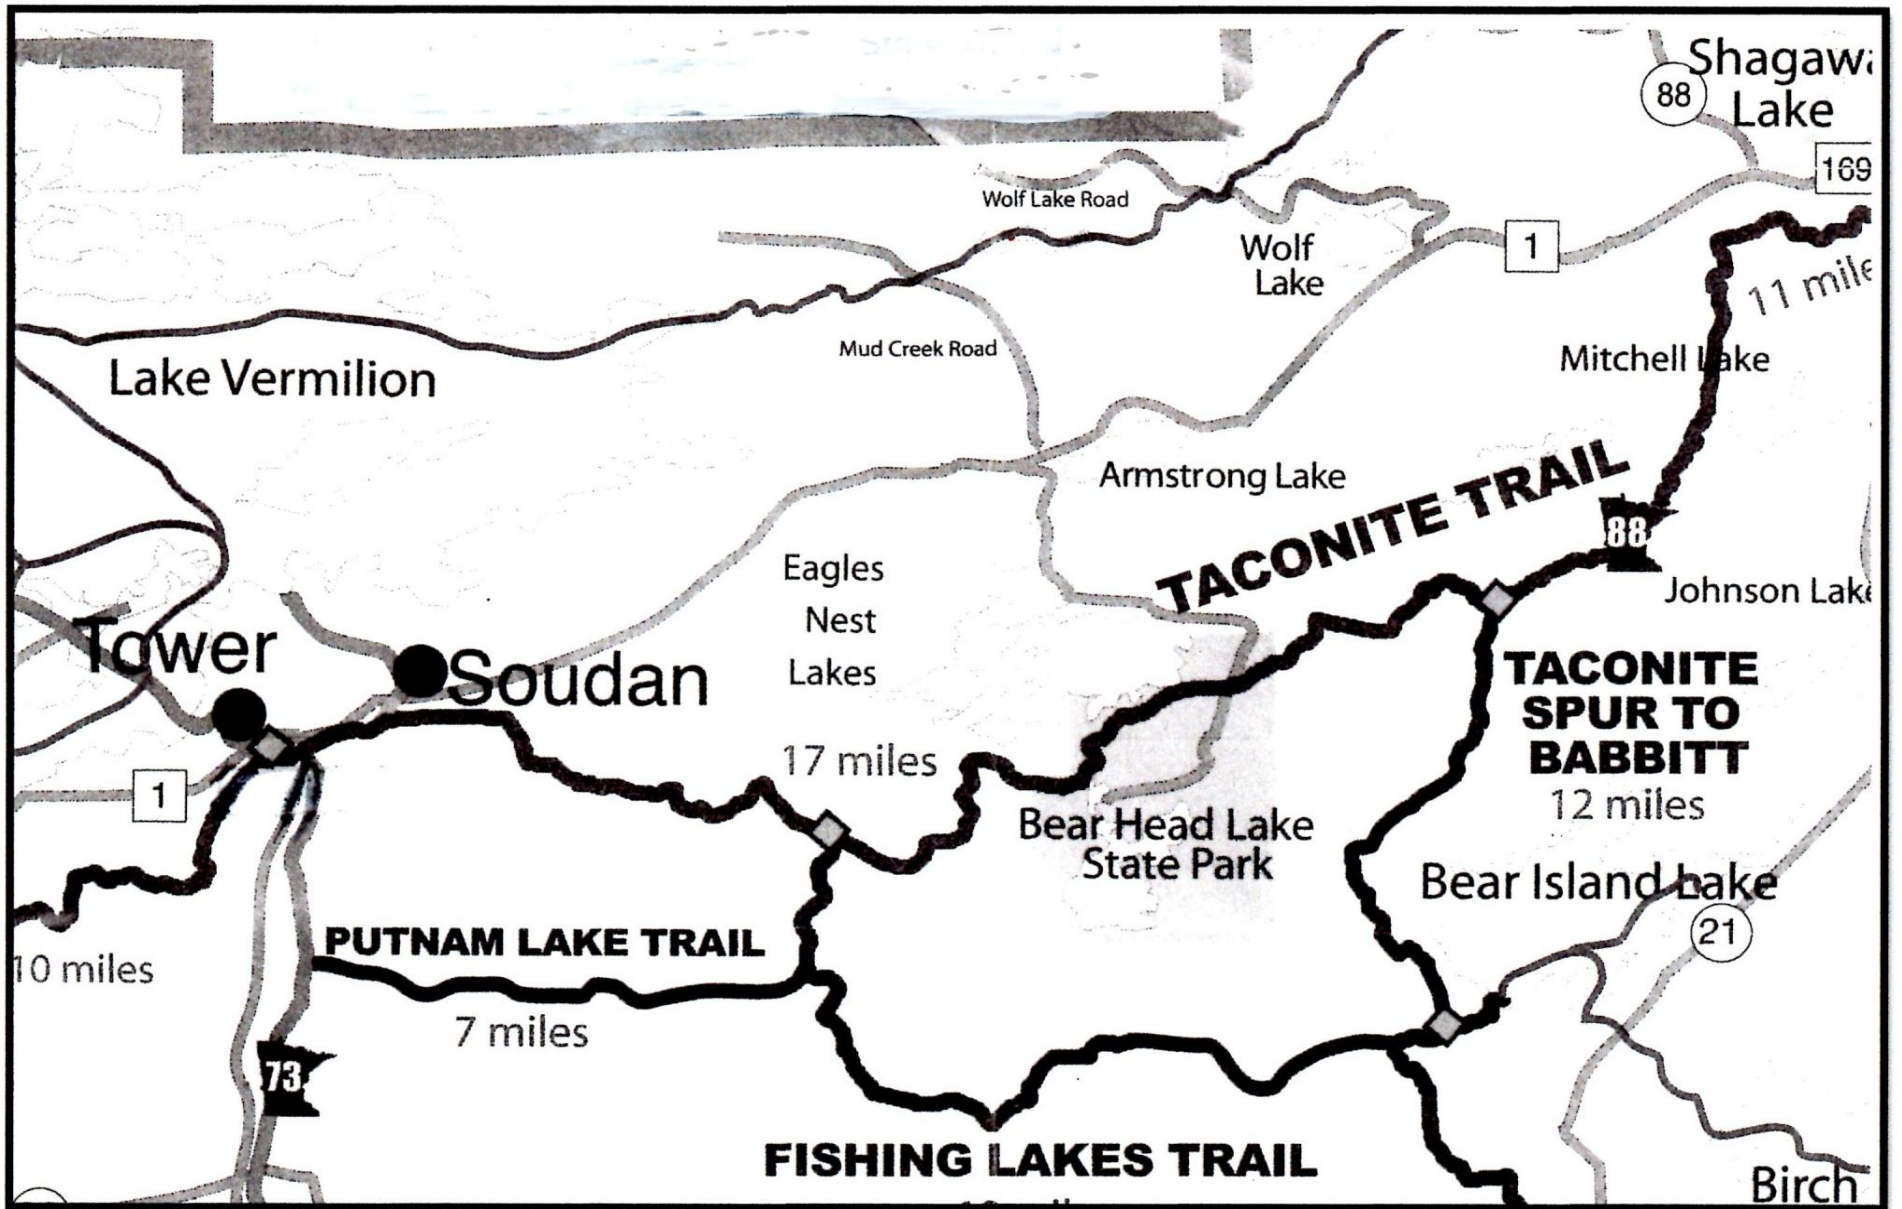 Shagawa
Lake
88
169
Wolf Lake Road
Wolf
Lake
1
11 mile
Mud Creek Road
Mitchell Lake
Lake Vermilion
Armstrong Lake
TACONITE TRAIL
88
Eagles
Nest
Lakes
Johnson Lake
Tower
Soudan
TACONITE
SPUR TO
BABBITT
12 miles
17 miles
1
Bear Head Lake
State Park
Bear Island Lake
21
PUTNAM LAKE TRAIL
10 miles
7 miles
73
FISHING LAKES TRAIL
Birch